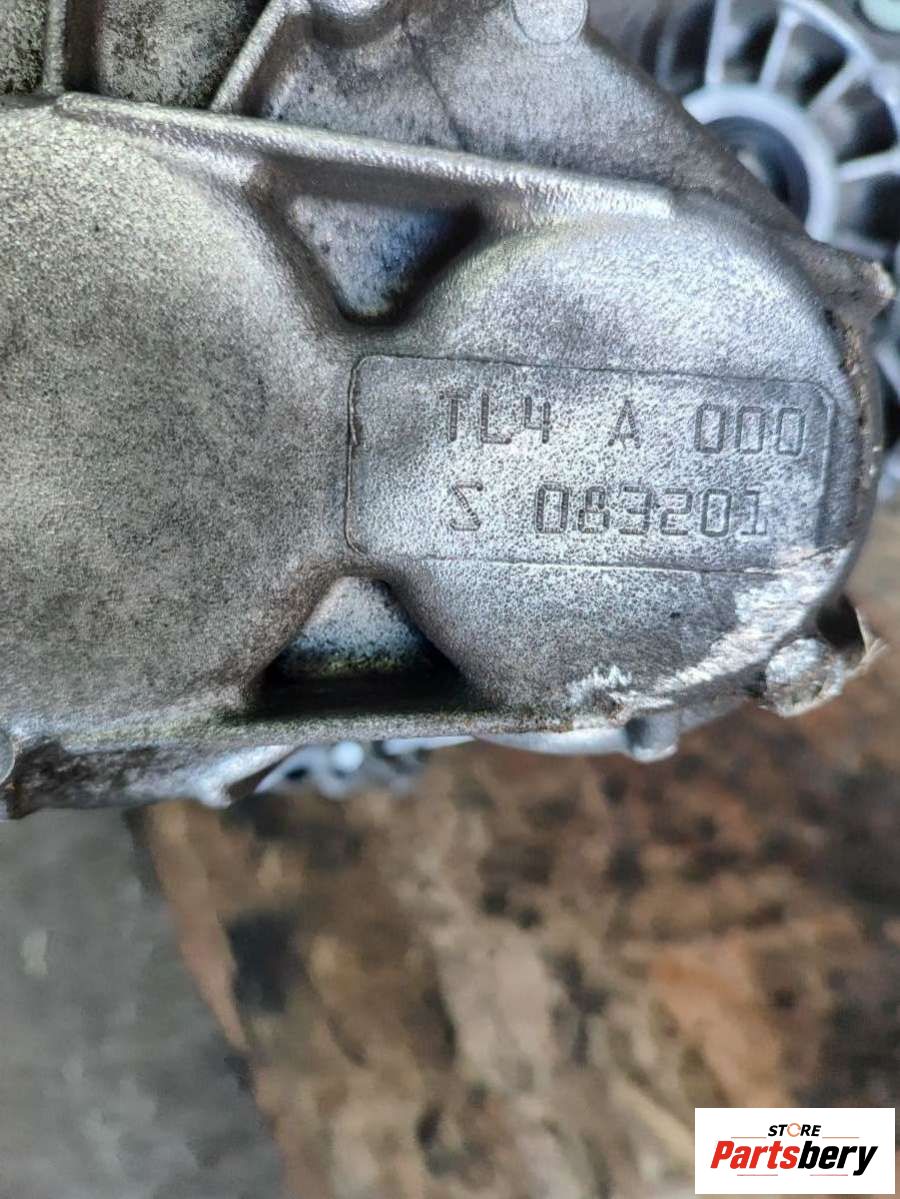 TL4 A 000
S 083201
STORE
Partsbery